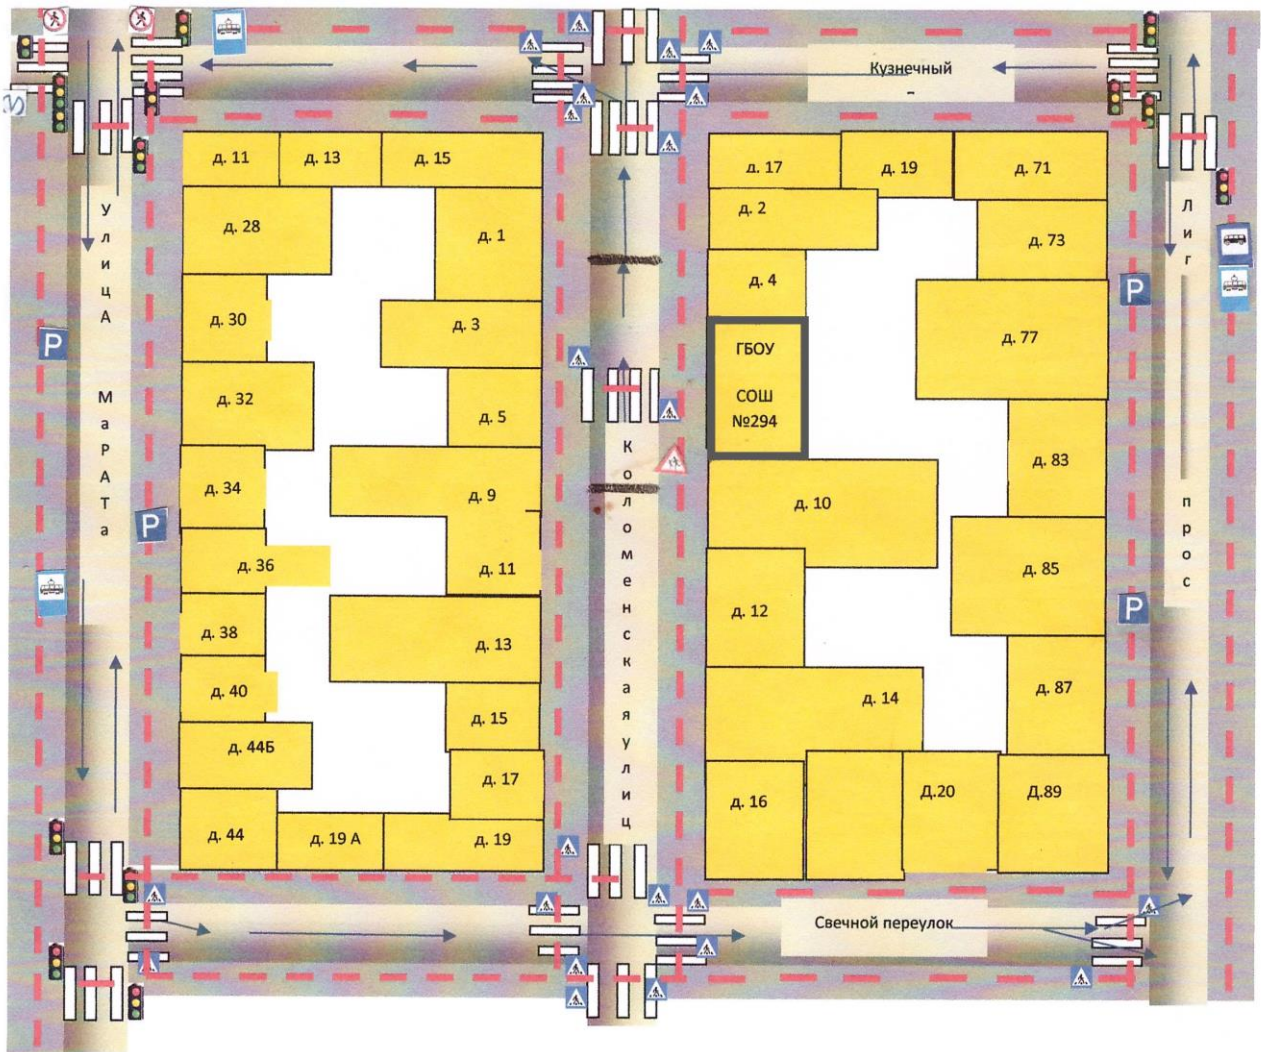 Кузнечный
д. 11
д. 13
д. 15
д. 17
д. 19
д. 71
д. 28
д. 1
д. 2
д. 73
д. 4
д. 30
д. 3
д. 77
ГБОУ
СОШ
№294
д. 32
д. 5
д. 83
д. 34
д. 9
д. 10
д. 36
д. 11
д. 85
д. 38
д. 13
д. 12
д. 40
д. 15
д. 14
д. 87
д. 44Б
д. 17
д. 16
Д.20
Д.89
д. 44
д. 19 А
д. 19
УлицА МаРАТа
Коломенскаяулиц
Лиг прос
Свечной переулок
P
P
P
P